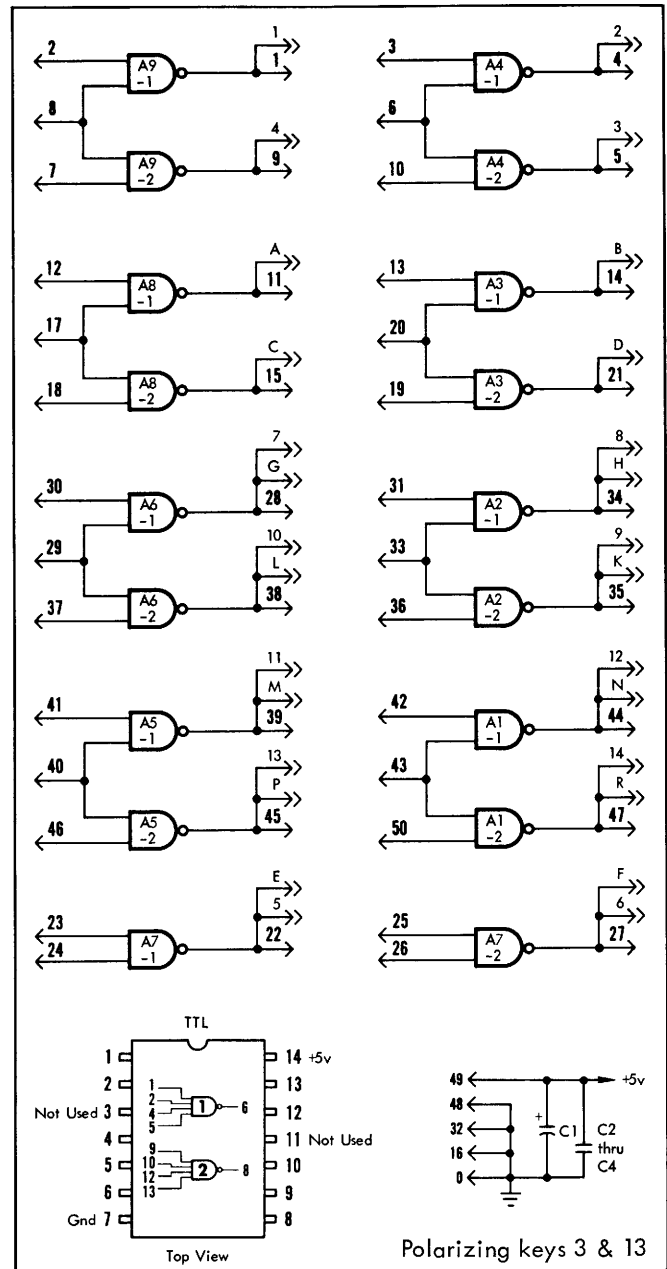 2
A9
-1
1
1
8
7
A9
-2
4
9
3
A4
-1
2
4
6
10
A4
-2
3
5
12
A8
-1
A
11
17
18
A8
-2
C
15
13
A3
-1
B
14
20
19
A3
-2
D
21
30
A6
-1
7
G
28
29
37
A6
-2
10
L
38
31
A2
-1
8
H
34
33
36
A2
-2
9
K
35
41
A5
-1
11
M
39
40
46
A5
-2
13
P
45
42
A1
-1
12
N
44
43
50
A1
-2
14
R
47
23
24
A7
-1
E
5
22
25
26
A7
-2
F
6
27
TTL
1
2
Not Used 3
4
5
6
Gnd 7
1
2
4
5
1
6
9
10
12
13
2
8
14 +5v
13
12
11 Not Used
10
9
8
Top View
49
48
32
16
0
+5v
+
C1
C2
thru
C4
Polarizing keys 3 & 13